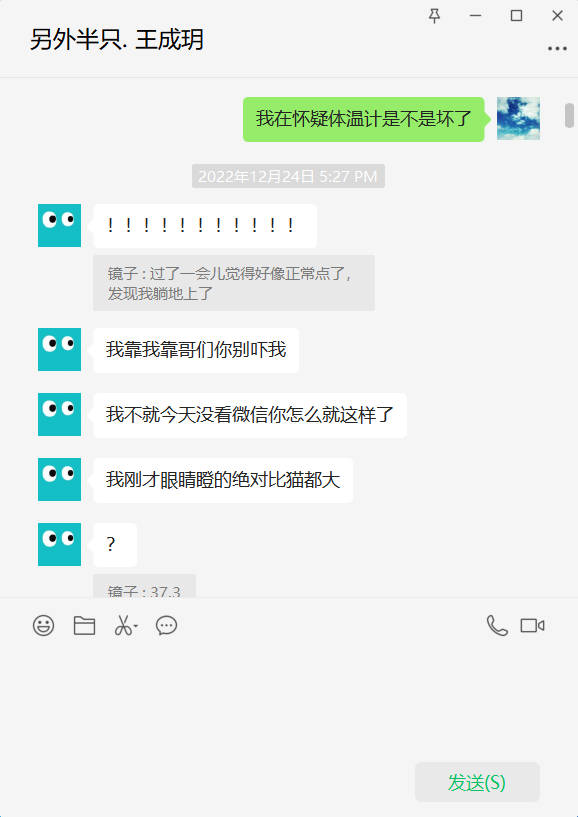 另外半只. 王成玥
我在怀疑体温计是不是坏了
2022年12月24日 5:27 PM
！！！！！！！！！！！
镜子 : 过了一会儿觉得好像正常点了，
发现我躺地上了
我靠我靠哥们你别吓我
我不就今天没看微信你怎么就这样了
我刚才眼睛瞪的绝对比猫都大
？
镜子 : 37.3
发送(S)